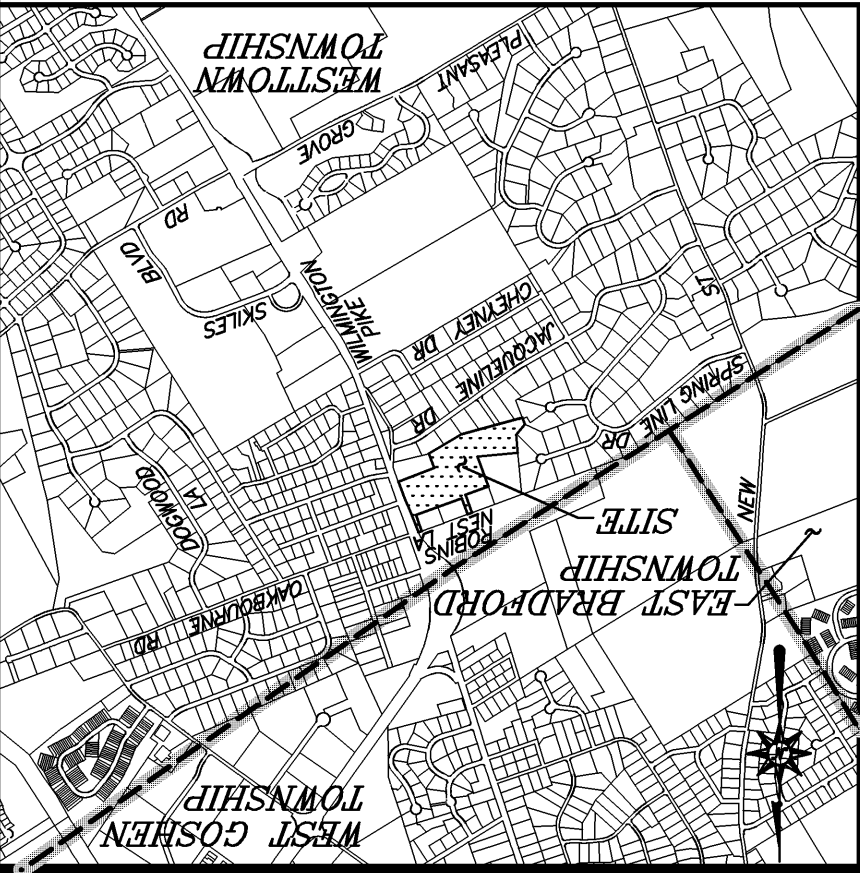 WEST GOSHEN
TOWNSHIP
EAST BRADFORD
TOWNSHIP
NEW
SITE
ROBINS
NEST LA
OAKBOURNE RD
DOGWOOD
LA
SPRING LINE DR
JACQUELINE DR
CHEYNEY DR
ST
WILMINGTON
PIKE
SKILES
BLVD
RD
GROVE
PLEASANT
WESTTOWN
TOWNSHIP